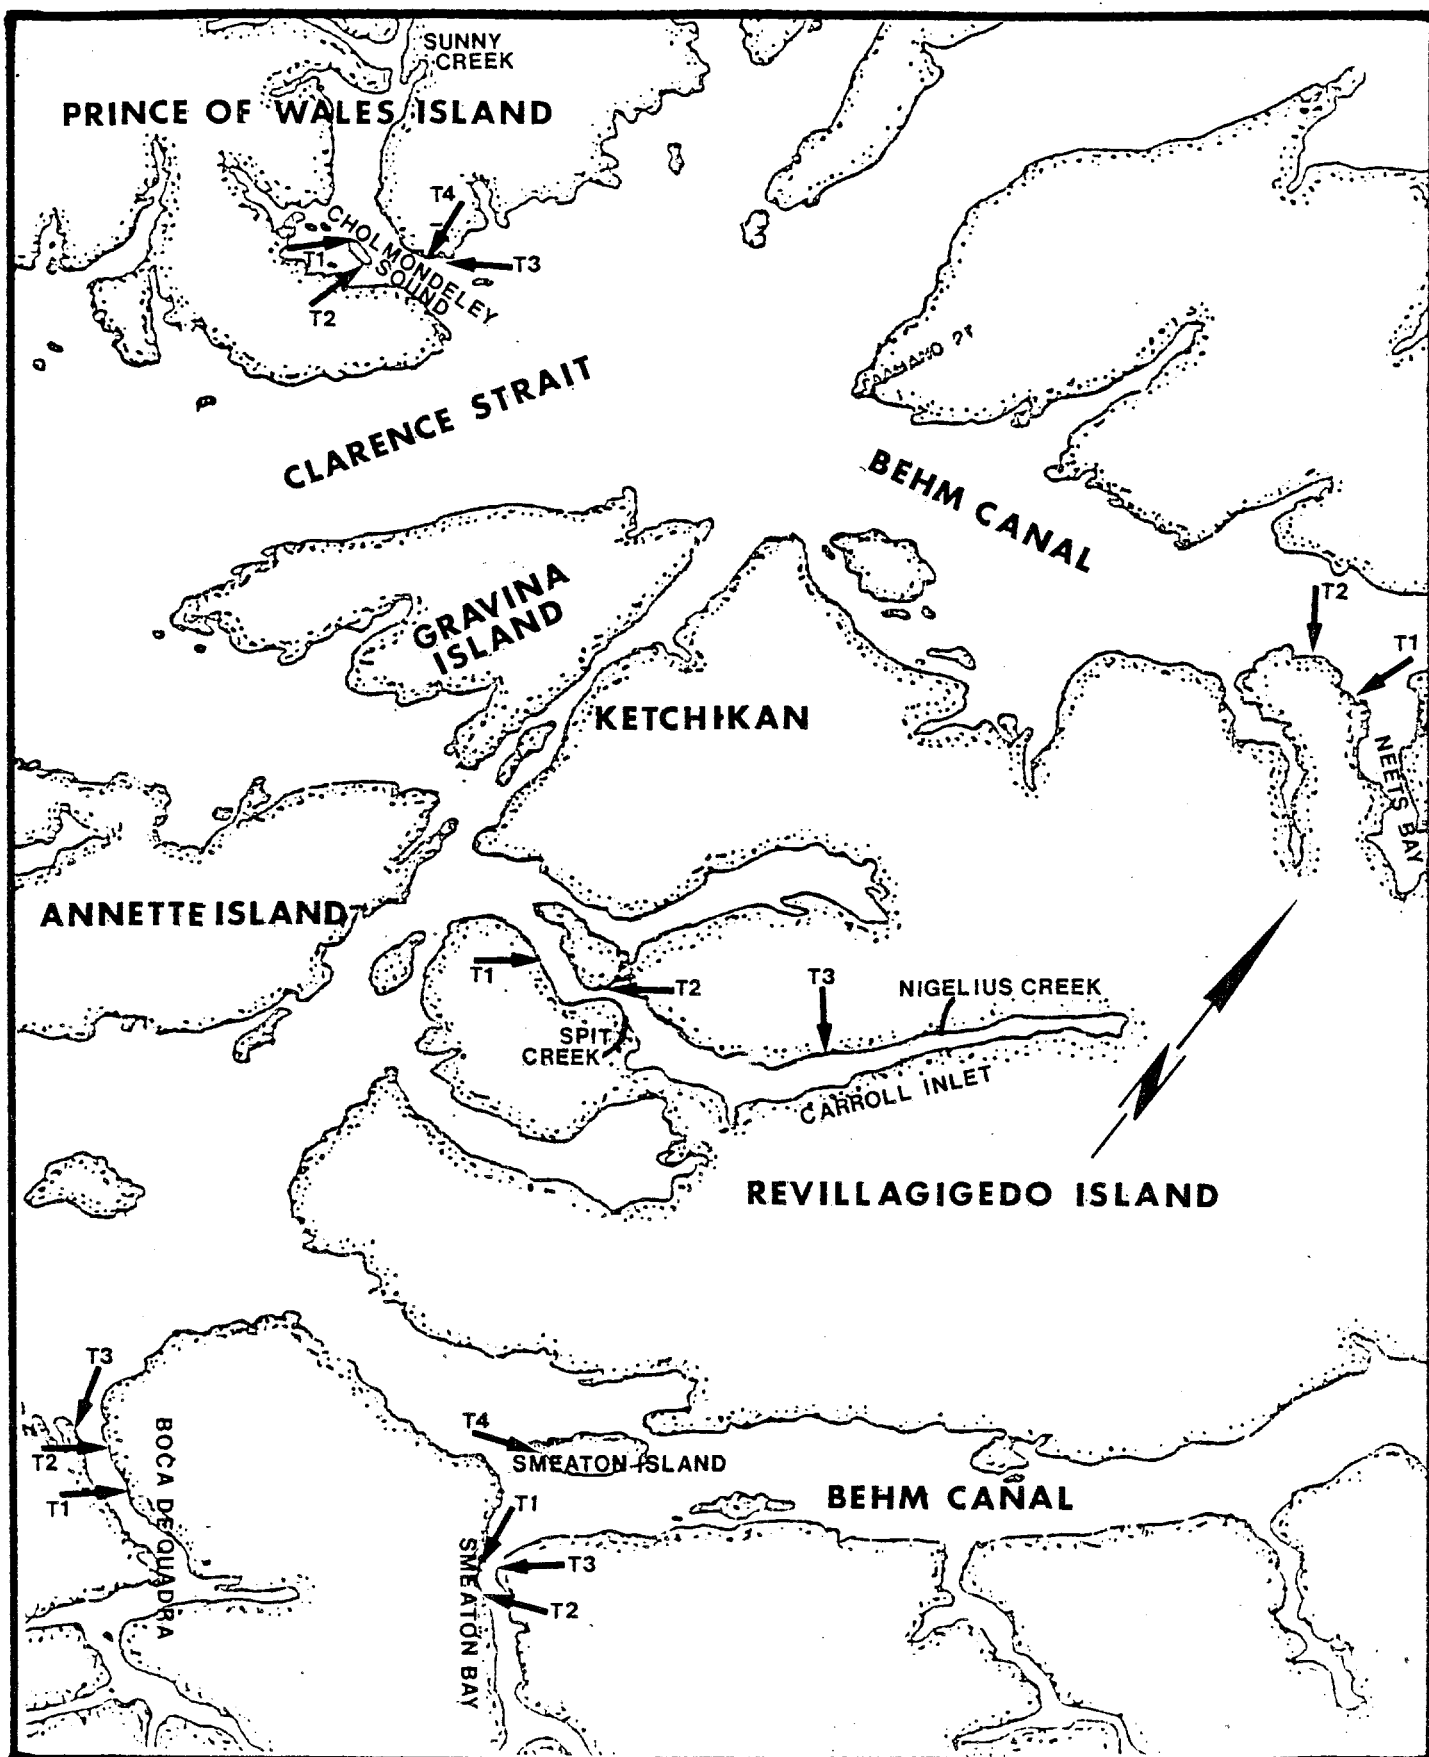 SUNNY
CREEK
PRINCE OF WALES ISLAND
T4
CHOLMONDELEY
SOUND
T1
T3
T2
CLARENCE STRAIT
BEHM CANAL
T2
T1
GRAVINA
ISLAND
KETCHIKAN
NEETS BAY
ANNETTE ISLAND
T1
T2
T3
NIGELIUS CREEK
SPIT
CREEK
CARROLL INLET
REVILLAGIGEDO ISLAND
T3
T2
T1
BOCA DE QUADRA
T4
SMEATON ISLAND
BEHM CANAL
T1
T3
T2
SMEATON BAY